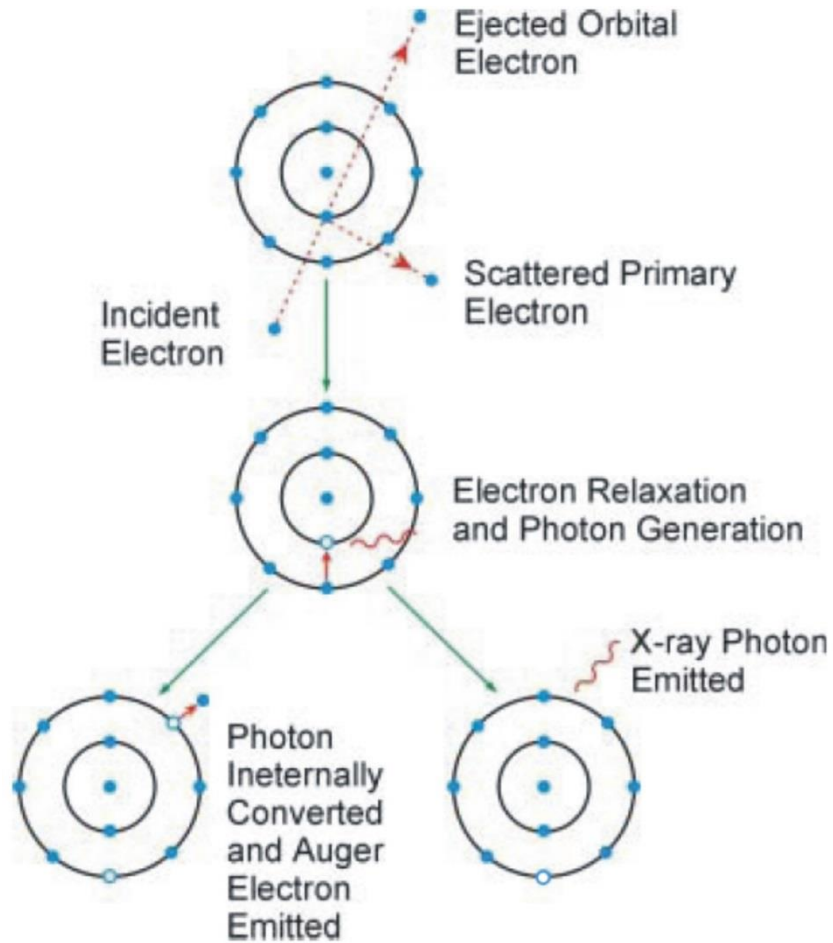 Ejected Orbital
Electron
Scattered Primary
Electron
Incident
Electron
Electron Relaxation
and Photon Generation
X-ray Photon
Emitted
Photon
Ineternally
Converted
and Auger
Electron
Emitted